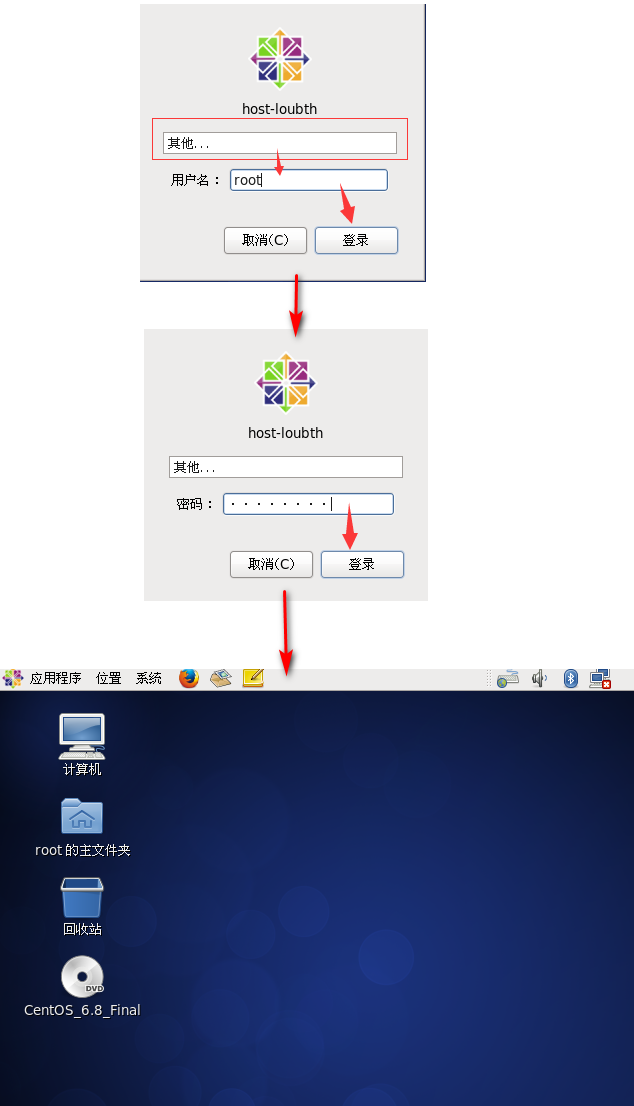 host-loubth
其他...
用户名： root
取消(C) 登录
host-loubth
其他...
密码： ········
取消(C) 登录
应用程序 位置 系统
计算机
root 的主文件夹
回收站
DVD
CentOS_6.8_Final